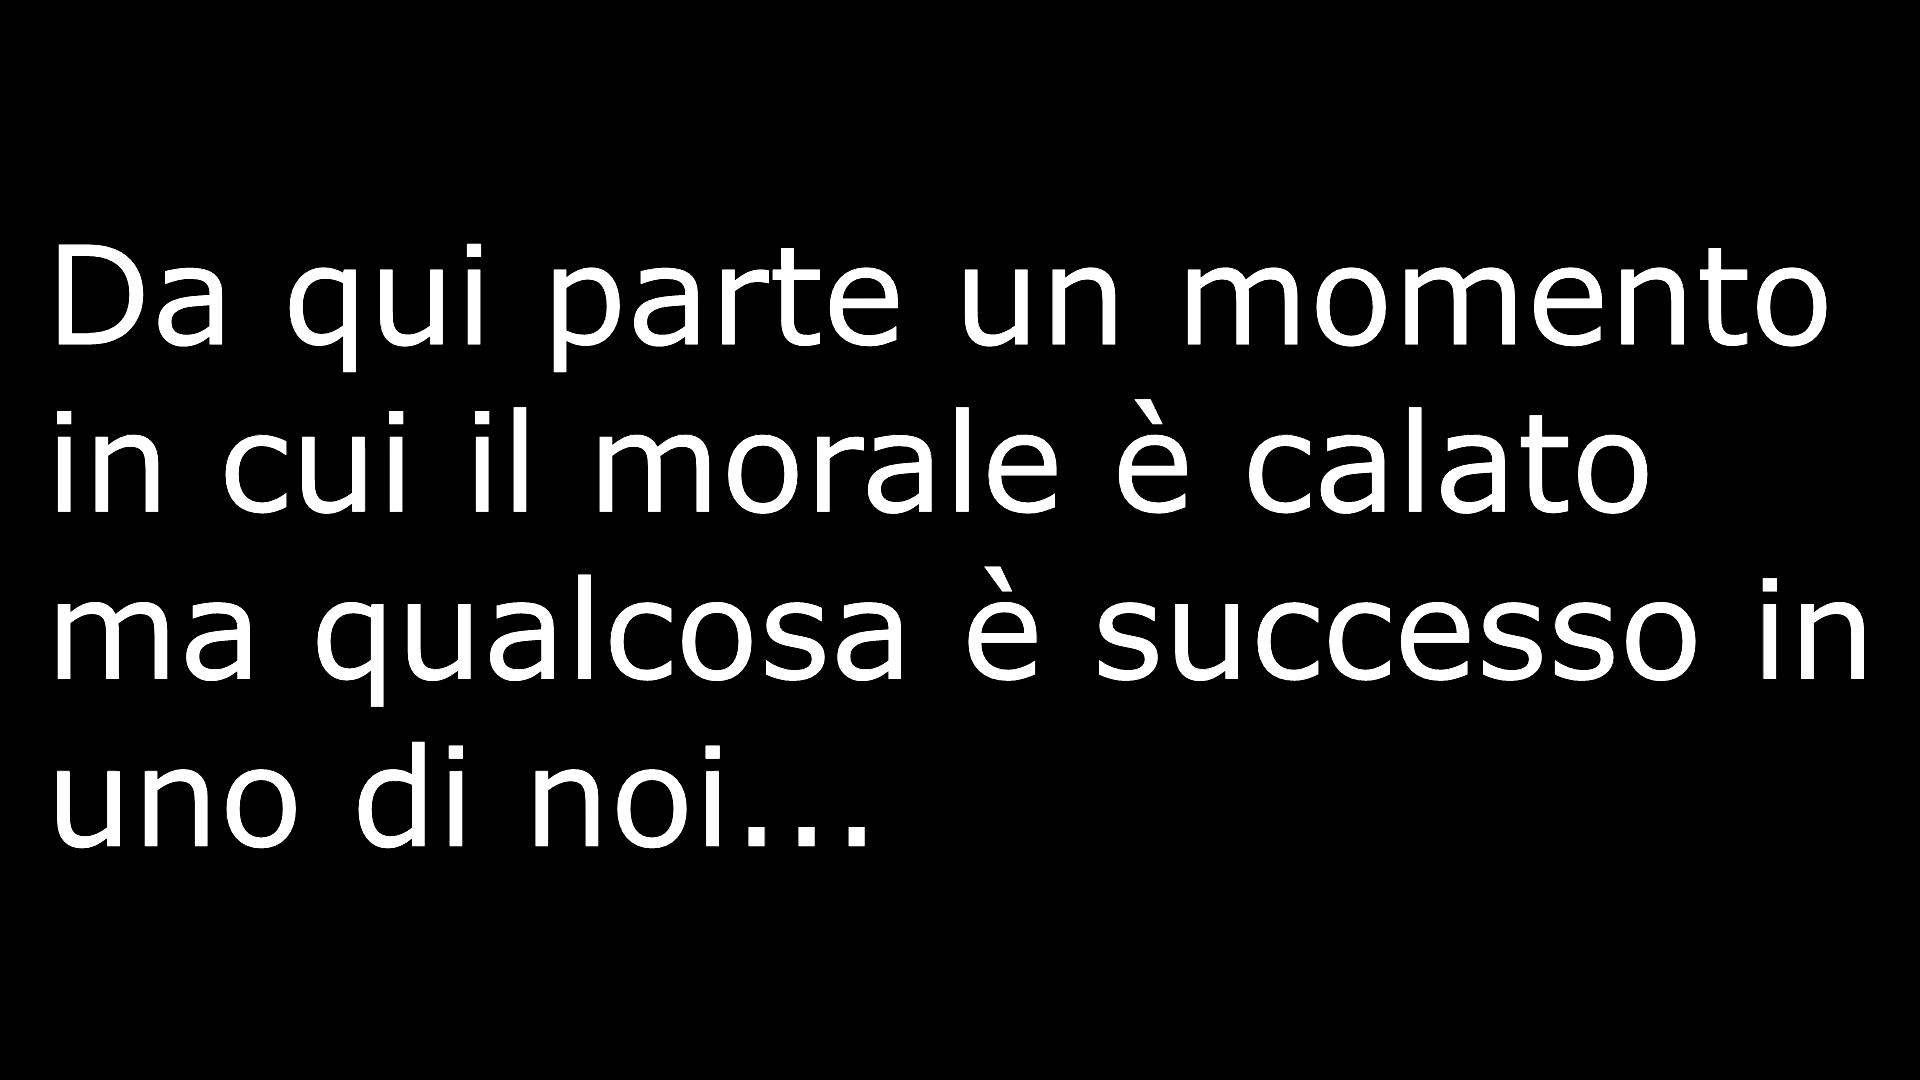 Da qui parte un momento
in cui il morale è calato
ma qualcosa è successo in
uno di noi...